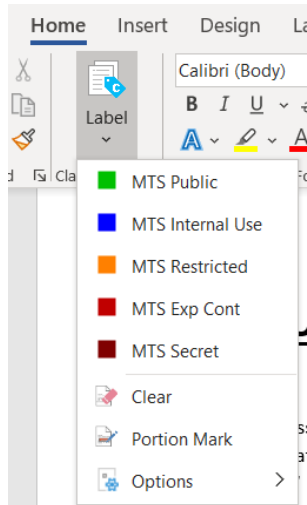 Home Insert Design
Calibri (Body)
B I U
Label
A A
Cla
MTS Public
MTS Internal Use
MTS Restricted
MTS Exp Cont
MTS Secret
Clear
Portion Mark
Options